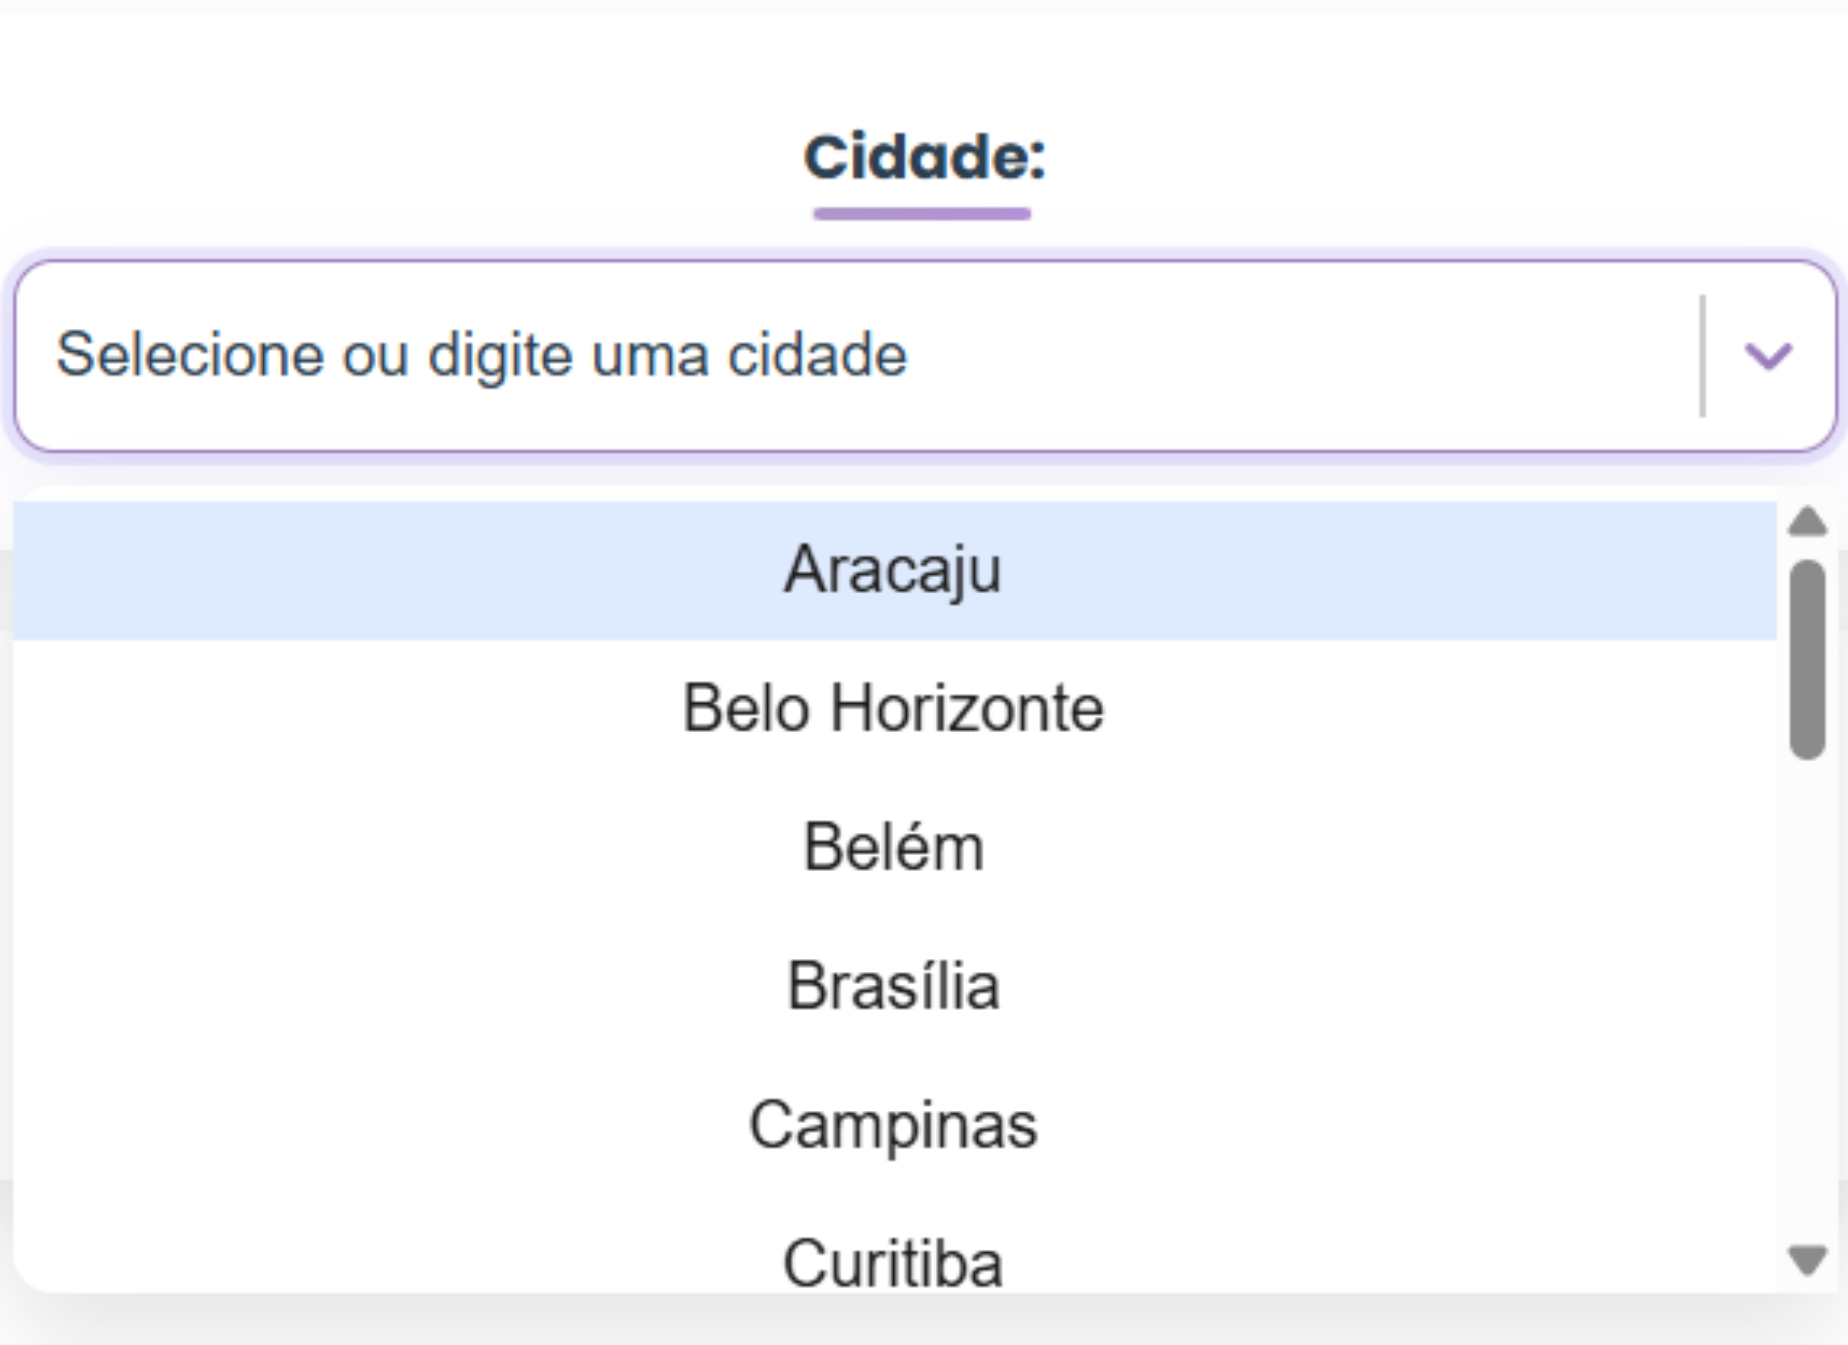 Cidade:
Selecione ou digite uma cidade
Aracaju
Belo Horizonte
Belém
Brasília
Campinas
Curitiba